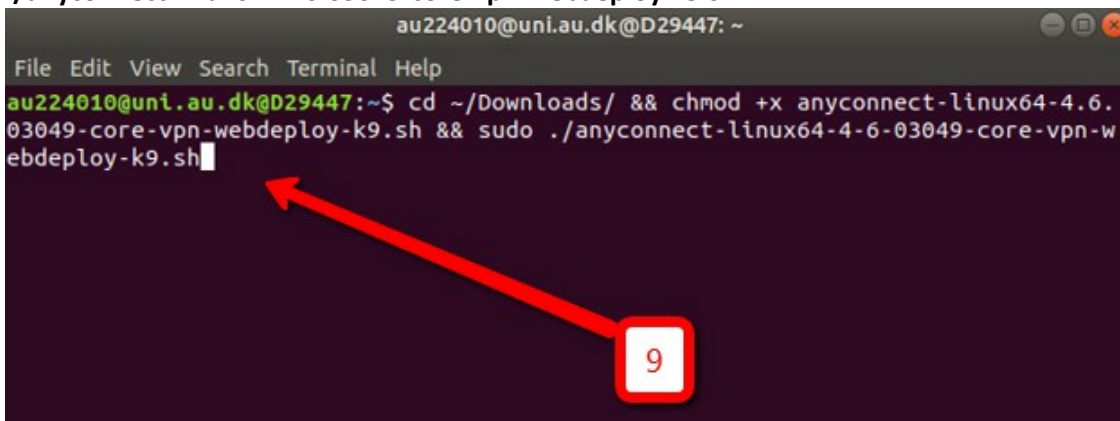 au224010@uni.au.dk@D29447: ~
File Edit View Search Terminal Help
au224010@uni.au.dk@D29447:~$ cd ~/Downloads/ && chmod +x anyconnect-linux64-4.6.
03049-core-vpn-webdeploy-k9.sh && sudo ./anyconnect-linux64-4-6-03049-core-vpn-w
ebdeploy-k9.sh
9